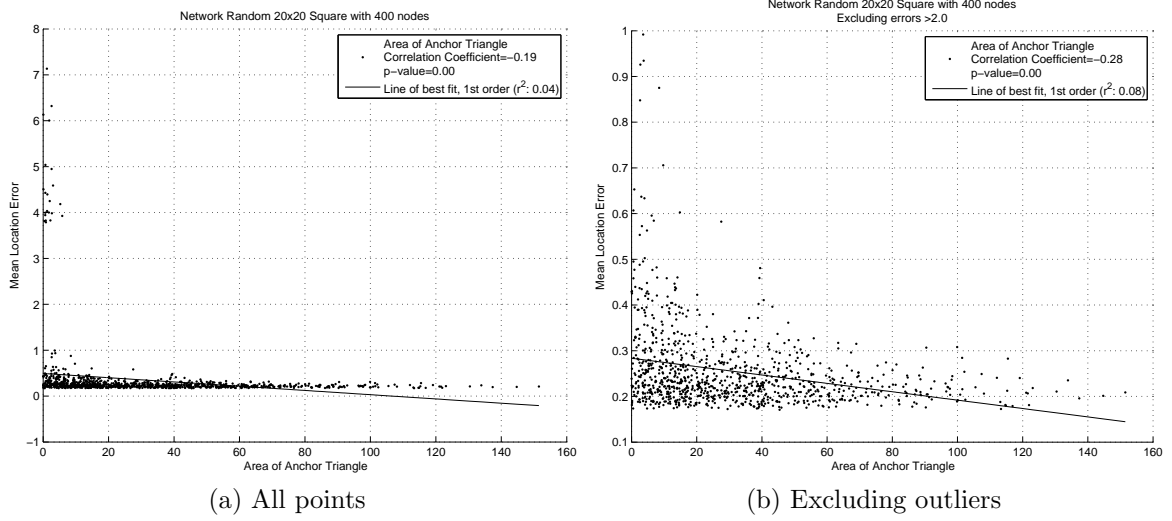 Network Random 20x20 Square with 400 nodes
8
7
6
5
4
3
2
1
0
−1
Mean Location Error
Area of Anchor Triangle
Correlation Coefficient=−0.19
p−value=0.00
Line of best fit, 1st order (r²: 0.04)
0 20 40 60 80 100 120 140 160
Area of Anchor Triangle
(a) All points
Network Random 20x20 Square with 400 nodes
Excluding errors >2.0
1
0.9
0.8
0.7
0.6
0.5
0.4
0.3
0.2
0.1
Mean Location Error
Area of Anchor Triangle
Correlation Coefficient=−0.28
p−value=0.00
Line of best fit, 1st order (r²: 0.08)
0 20 40 60 80 100 120 140 160
Area of Anchor Triangle
(b) Excluding outliers